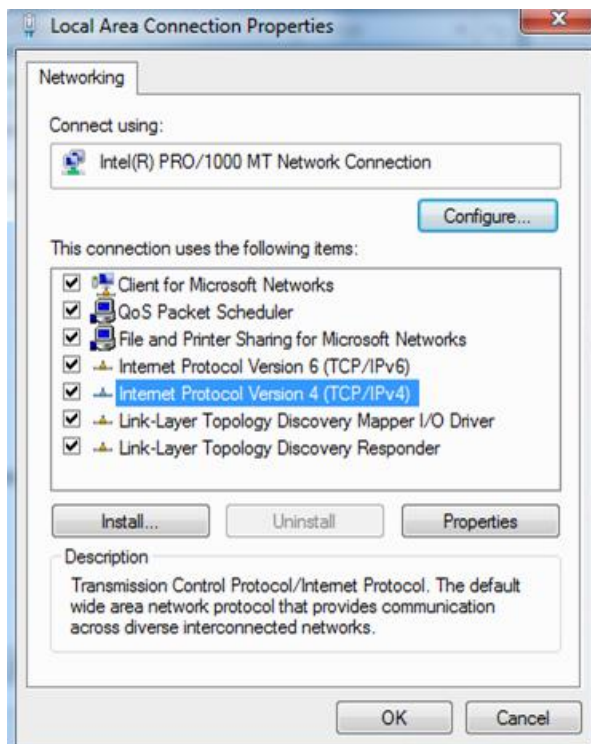 Local Area Connection Properties
Networking
Connect using:
Intel(R) PRO/1000 MT Network Connection
Configure...
This connection uses the following items:
Client for Microsoft Networks
QoS Packet Scheduler
File and Printer Sharing for Microsoft Networks
Internet Protocol Version 6 (TCP/IPv6)
Internet Protocol Version 4 (TCP/IPv4)
Link-Layer Topology Discovery Mapper I/O Driver
Link-Layer Topology Discovery Responder
Install... Uninstall Properties
Description
Transmission Control Protocol/Internet Protocol. The default
wide area network protocol that provides communication
across diverse interconnected networks.
OK Cancel